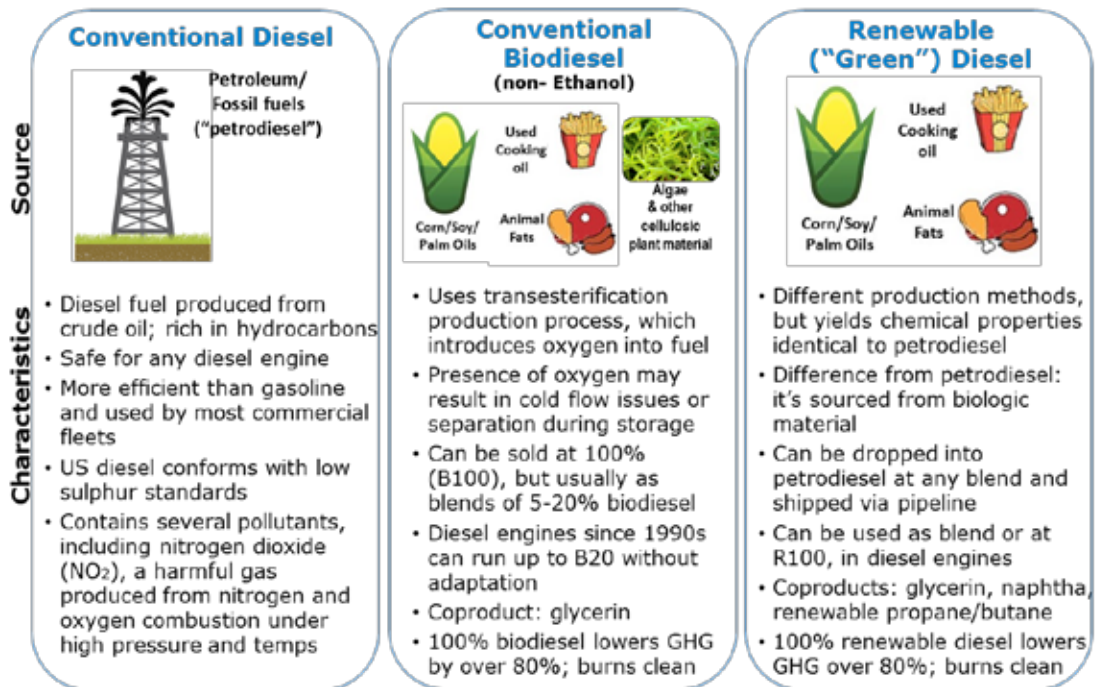 Conventional Diesel
Petroleum/
Fossil fuels
("petrodiesel")
Conventional
Biodiesel
(non- Ethanol)
Corn/Soy/
Palm Oils
Used
Cooking
oil
Animal
Fats
Algae
& other
cellulosic
plant material
Renewable
("Green") Diesel
Corn/Soy/
Palm Oils
Used
Cooking
oil
Animal
Fats
Source
Characteristics
• Diesel fuel produced from
crude oil; rich in hydrocarbons
• Safe for any diesel engine
• More efficient than gasoline
and used by most commercial
fleets
• US diesel conforms with low
sulphur standards
• Contains several pollutants,
including nitrogen dioxide
(NO₂), a harmful gas
produced from nitrogen and
oxygen combustion under
high pressure and temps
• Uses transesterification
production process, which
introduces oxygen into fuel
• Presence of oxygen may
result in cold flow issues or
separation during storage
• Can be sold at 100%
(B100), but usually as
blends of 5-20% biodiesel
• Diesel engines since 1990s
can run up to B20 without
adaptation
• Coproduct: glycerin
• 100% biodiesel lowers GHG
by over 80%; burns clean
• Different production methods,
but yields chemical properties
identical to petrodiesel
• Difference from petrodiesel:
it's sourced from biologic
material
• Can be dropped into
petrodiesel at any blend and
shipped via pipeline
• Can be used as blend or at
R100, in diesel engines
• Coproducts: glycerin, naphtha,
renewable propane/butane
• 100% renewable diesel lowers
GHG over 80%; burns clean